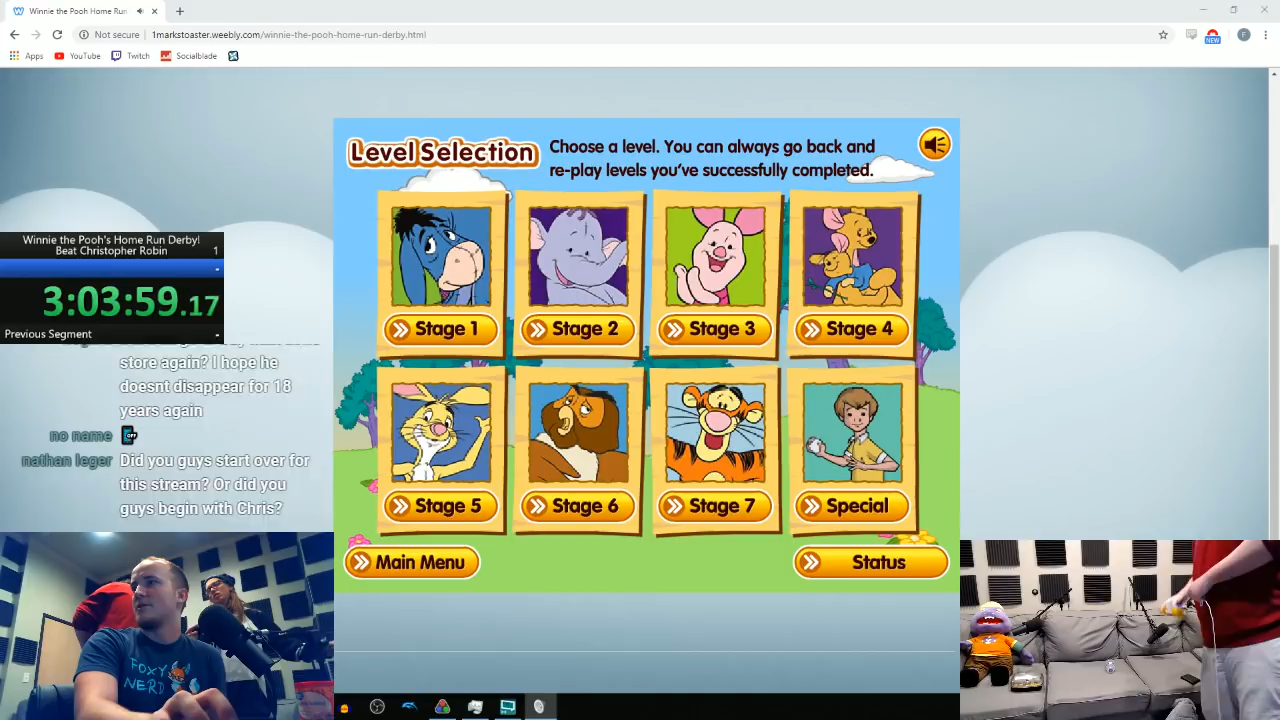 Winnie the Pooh Home Run
Not secure | 1markstoaster.weebly.com/winnie-the-pooh-home-run-derby.html
Apps YouTube Twitch Socialblade
NEW
F
Level Selection
Choose a level. You can always go back and
re-play levels you've successfully completed.
Stage 1
Stage 2
Stage 3
Stage 4
Stage 5
Stage 6
Stage 7
Special
Main Menu
Status
Winnie the Pooh's Home Run Derby!
Beat Christopher Robin 1
-
3:03:59.17
Previous Segment -
store again? I hope he
doesnt disappear for 18
years again
no name OFF
nathan leger Did you guys start over for
this stream? Or did you
guys begin with Chris?
FOXY
NERD